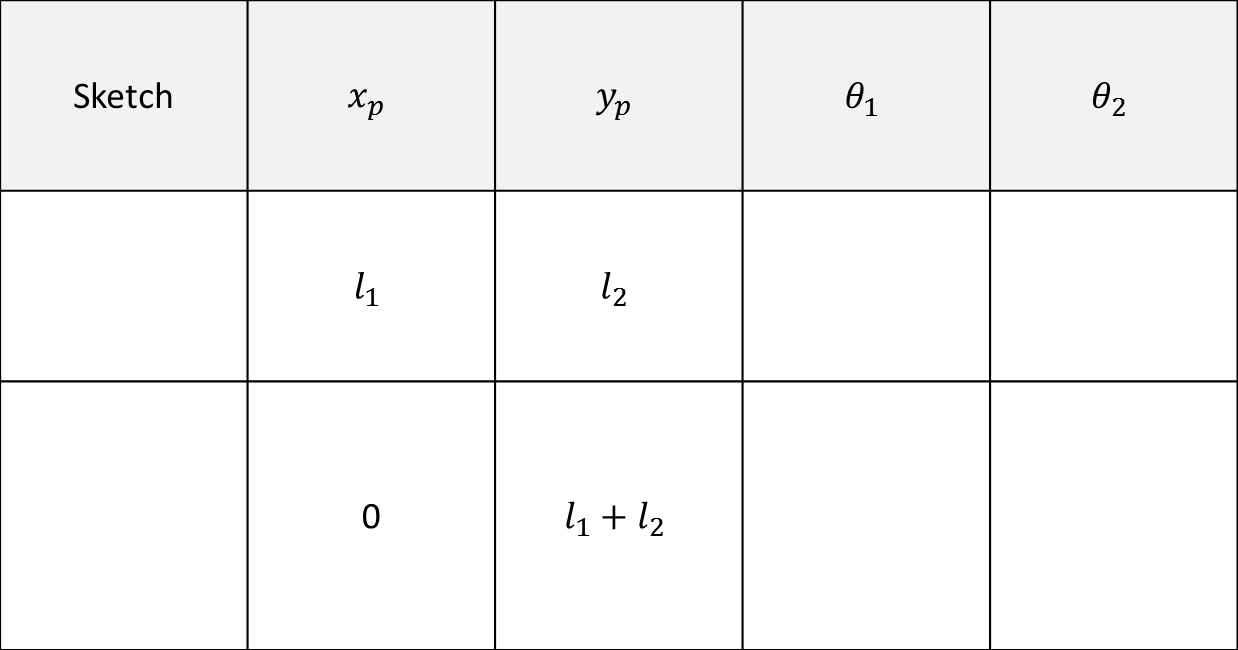 Sketch x_p y_p θ_1 θ_2
l_1 l_2
0 l_1 + l_2